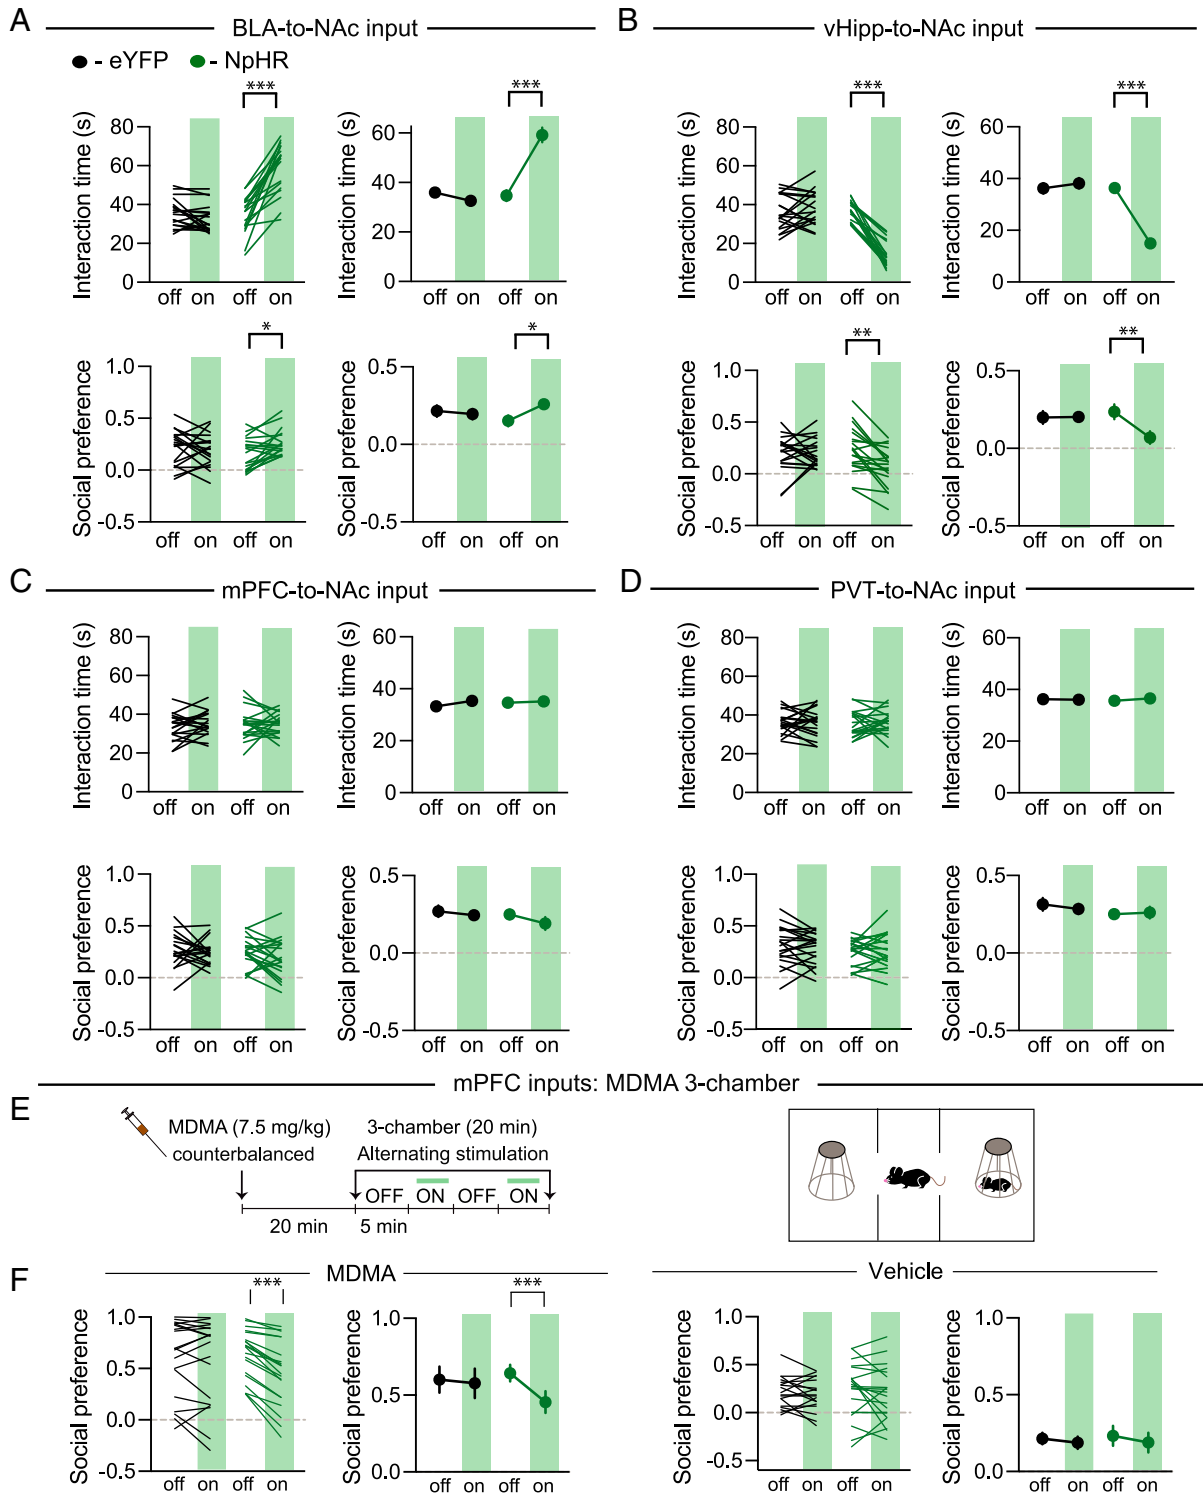 A
BLA-to-NAc input
- eYFP - NpHR
***
***
Interaction time (s)
80
60
40
20
0
off on off on
Interaction time (s)
60
40
20
0
off on off on
*
*
Social preference
1.0
0.5
0.0
-0.5
off on off on
Social preference
0.5
0.0
-0.5
off on off on
B
vHipp-to-NAc input
***
***
Interaction time (s)
80
60
40
20
0
off on off on
Interaction time (s)
60
40
20
0
off on off on
**
**
Social preference
1.0
0.5
0.0
-0.5
off on off on
Social preference
0.5
0.0
-0.5
off on off on
C
mPFC-to-NAc input
Interaction time (s)
80
60
40
20
0
off on off on
Interaction time (s)
60
40
20
0
off on off on
Social preference
1.0
0.5
0.0
-0.5
off on off on
Social preference
0.5
0.0
-0.5
off on off on
D
PVT-to-NAc input
Interaction time (s)
80
60
40
20
0
off on off on
Interaction time (s)
60
40
20
0
off on off on
Social preference
1.0
0.5
0.0
-0.5
off on off on
Social preference
0.5
0.0
-0.5
off on off on
mPFC inputs: MDMA 3-chamber
E
MDMA (7.5 mg/kg)
counterbalanced
3-chamber (20 min)
Alternating stimulation
OFF ON OFF ON
20 min 5 min
F
MDMA
***
***
Social preference
1.0
0.5
0.0
-0.5
off on off on
Social preference
1.0
0.5
0.0
off on off on
Vehicle
Social preference
1.0
0.5
0.0
-0.5
off on off on
Social preference
1.0
0.5
0.0
off on off on